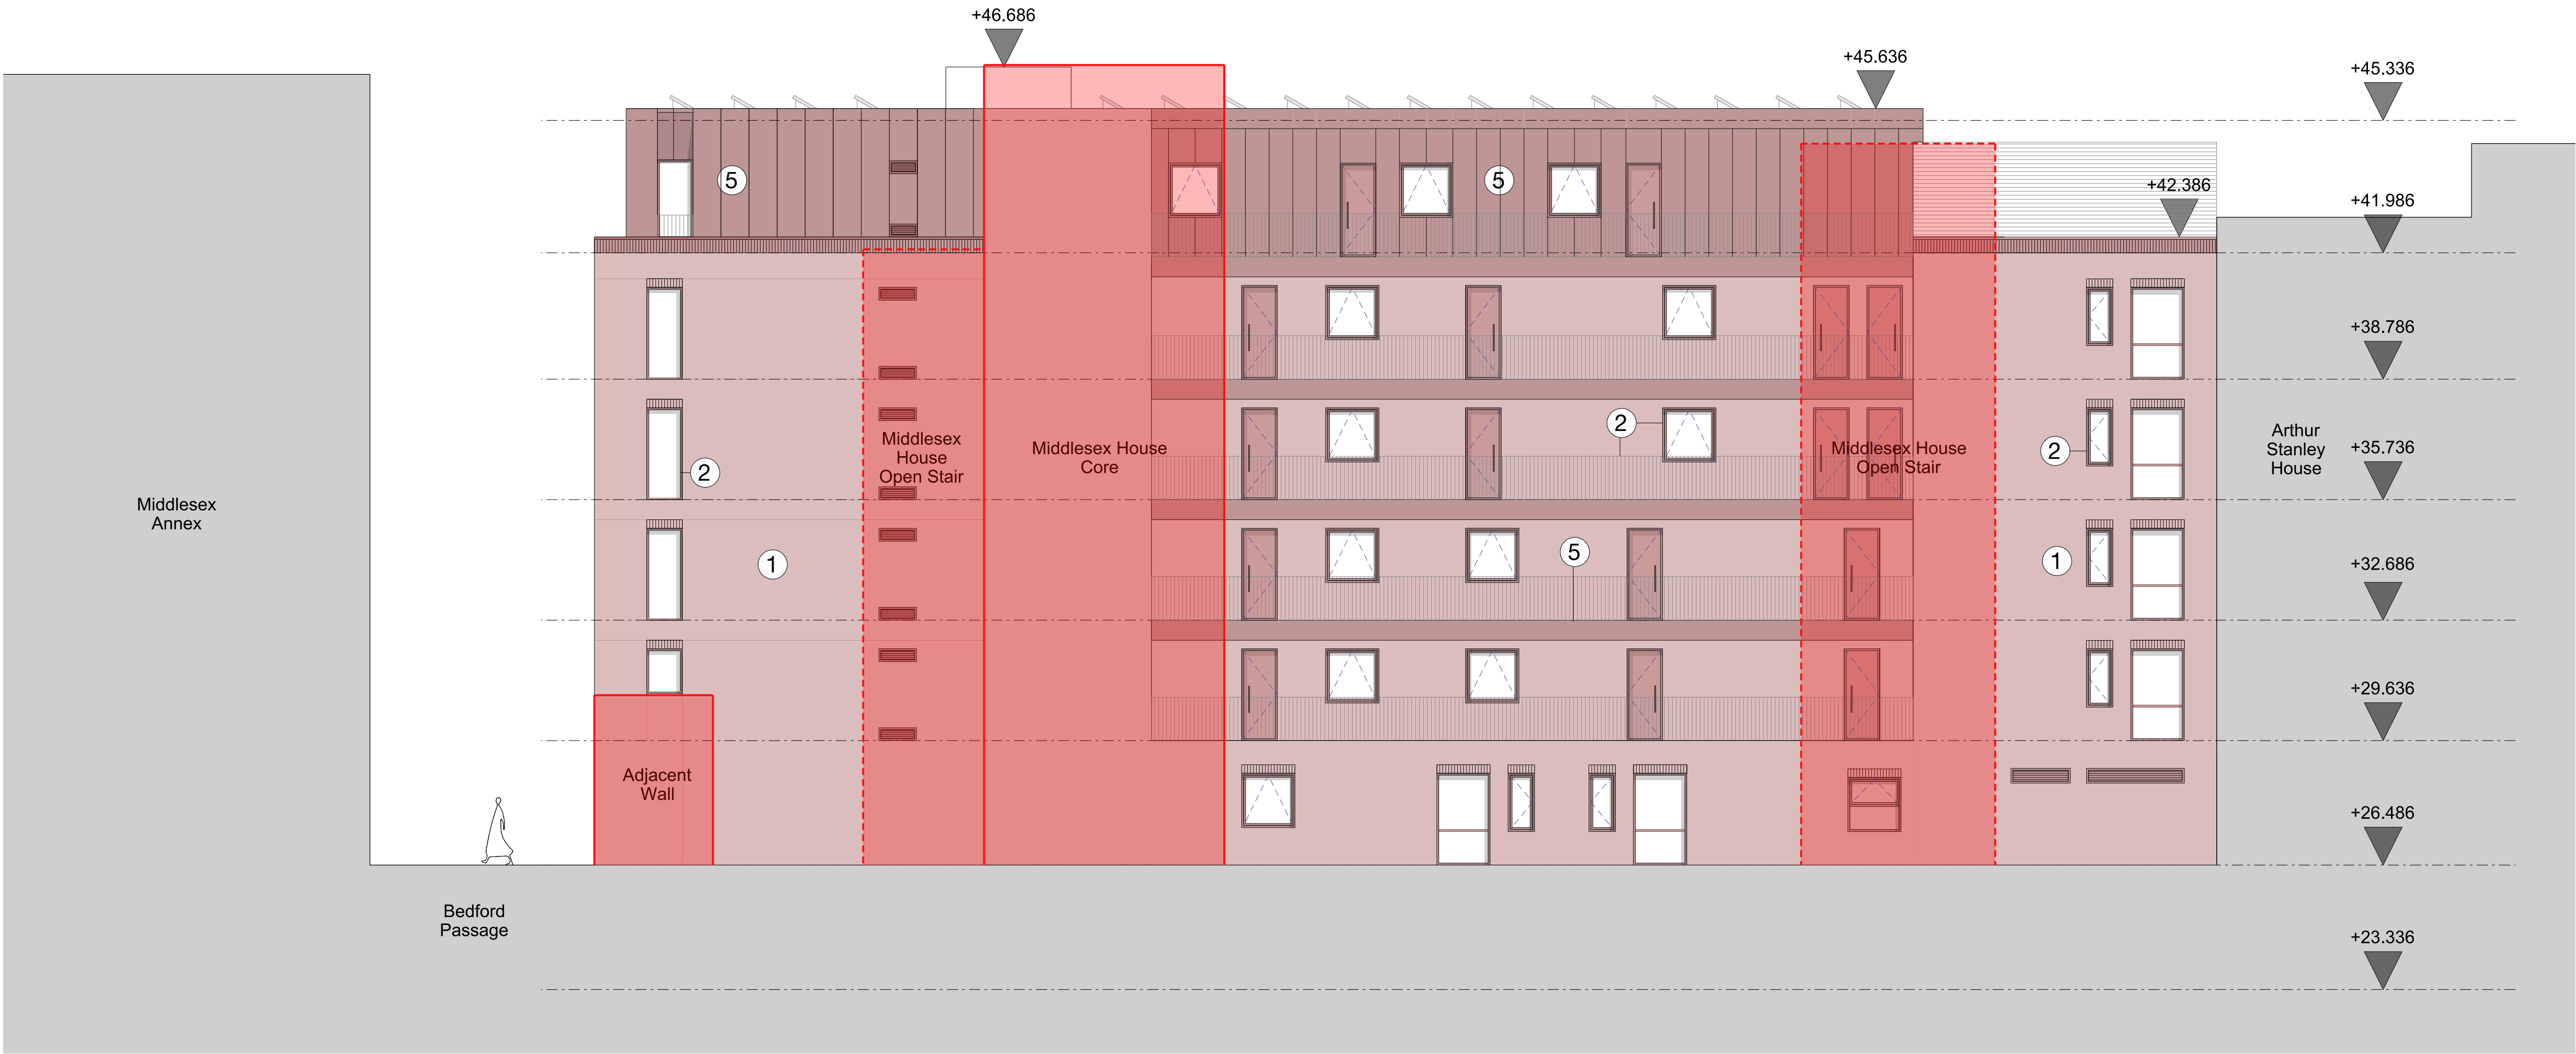 +46.686
+45.636
+45.336
5
5
+42.386
+41.986
+38.786
2
Middlesex
House
Open Stair
Middlesex House
Core
Middlesex House
Open Stair
2
Arthur
Stanley
House
+35.736
2
Middlesex
Annex
1
5
1
+32.686
+29.636
Adjacent
Wall
+26.486
Bedford
Passage
+23.336